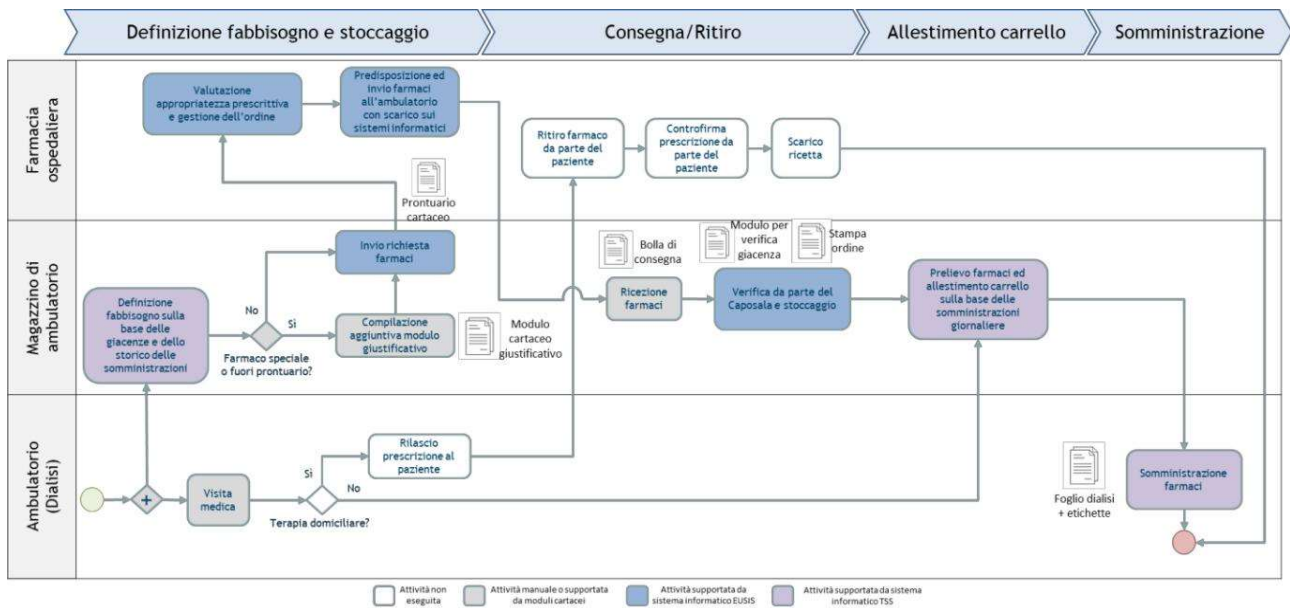 Definizione fabbisogno e stoccaggio
Consegna/Ritiro
Allestimento carrello
Somministrazione
Farmacia
ospedaliera
Valutazione
appropriatezza prescrittiva
e gestione dell'ordine
Predisposizione ed
invio farmaci
all'ambulatorio
con scarico sui
sistemi informatici
Ritiro farmaco
da parte del
paziente
Controfirma
prescrizione da
parte del
paziente
Scarico
ricetta
Prontuario
cartaceo
Magazzino di
ambulatorio
Definizione
fabbisogno sulla
base delle
giacenze e dello
storico delle
somministrazioni
No
Sì
Farmaco speciale
o fuori prontuario?
Invio richiesta
farmaci
Compilazione
aggiuntiva modulo
giustificativo
Modulo
cartaceo
giustificativo
Bolla di
consegna
Ricezione
farmaci
Modulo per
verifica
giacenza
Stampa
ordine
Verifica da parte del
Caposala e stoccaggio
Prelievo farmaci ed
allestimento carrello
sulla base delle
somministrazioni
giornaliere
Ambulatorio
(Dialisi)
Visita
medica
Sì
No
Terapia domiciliare?
Rilascio
prescrizione al
paziente
Foglio dialisi
+ etichette
Somministrazione
farmaci
Attività non
eseguita
Attività manuale o supportata
da moduli cartacei
Attività supportata da
sistema informatico EUSIS
Attività supportata da sistema
informatico TSS